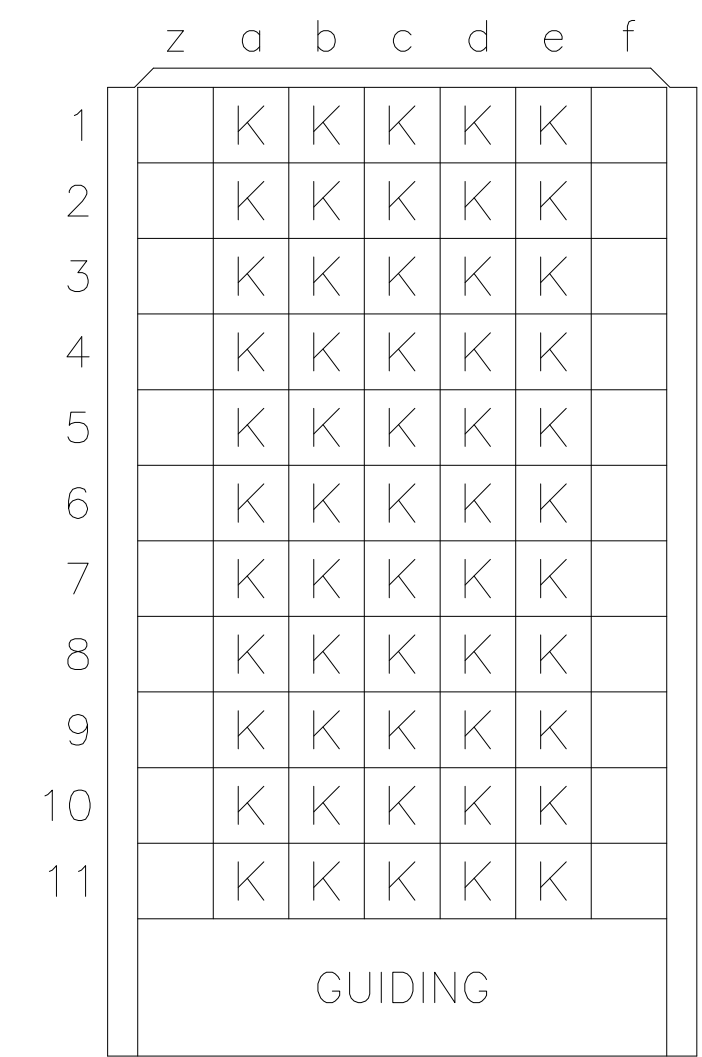 z a b c d e f
1 K K K K K
2 K K K K K
3 K K K K K
4 K K K K K
5 K K K K K
6 K K K K K
7 K K K K K
8 K K K K K
9 K K K K K
10 K K K K K
11 K K K K K
GUIDING